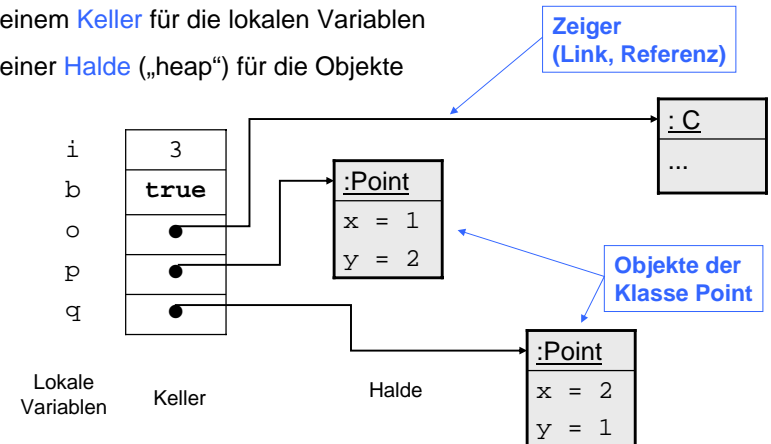 einem Keller für die lokalen Variablen
einer Halde („heap“) für die Objekte
Zeiger
(Link, Referenz)
: C
...
i 3
b true
o
p
q
:Point
x = 1
y = 2
Objekte der
Klasse Point
:Point
x = 2
y = 1
Lokale
Variablen
Keller
Halde